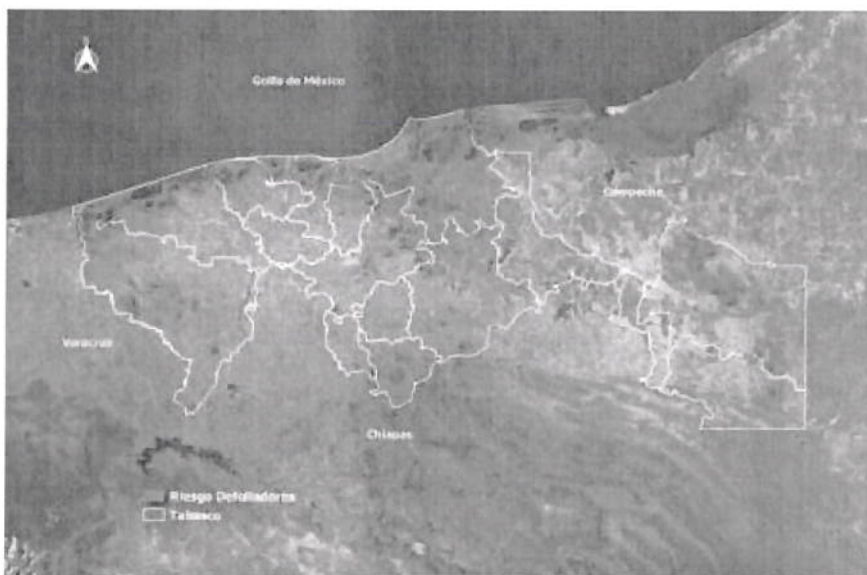 Golfo de México
Campeche
Veracruz
Chiapas
Riesgo Defoliadores
Tabasco